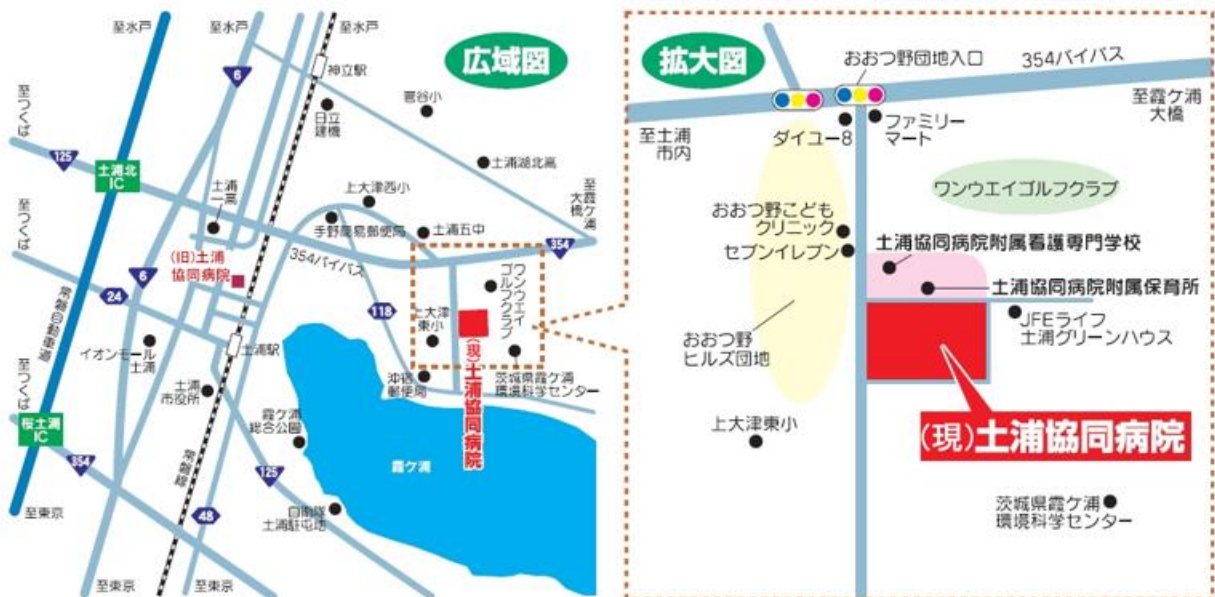 広域図
至水戸
至水戸
至水戸
6
神立駅
日立
建機
菅谷小
至つくば
125
土浦北
IC
土浦
一高
上大津西小
土浦湖北高
至霞ケ浦
大橋
手野簡易郵便局
土浦五中
354
354バイパス
(旧)土浦
協同病院
至つくば
6
24
118
ワンウエイ
ゴルフクラブ
上大津
東小
常磐自動車道
イオンモール
土浦
土浦駅
(現)土浦協同病院
至つくば
土浦
市役所
沖宿
郵便局
茨城県霞ケ浦
環境科学センター
桜土浦
IC
354
霞ケ浦
総合公園
常磐線
125
霞ケ浦
至東京
48
自衛隊
土浦駐屯地
至東京
至東京
拡大図
おおつ野団地入口
354バイパス
至土浦
市内
ダイユー8
ファミリー
マート
至霞ケ浦
大橋
ワンウエイゴルフクラブ
おおつ野こども
クリニック
セブンイレブン
土浦協同病院附属看護専門学校
土浦協同病院附属保育所
JFEライフ
土浦グリーンハウス
おおつ野
ヒルズ団地
上大津東小
(現)土浦協同病院
茨城県霞ケ浦
環境科学センター